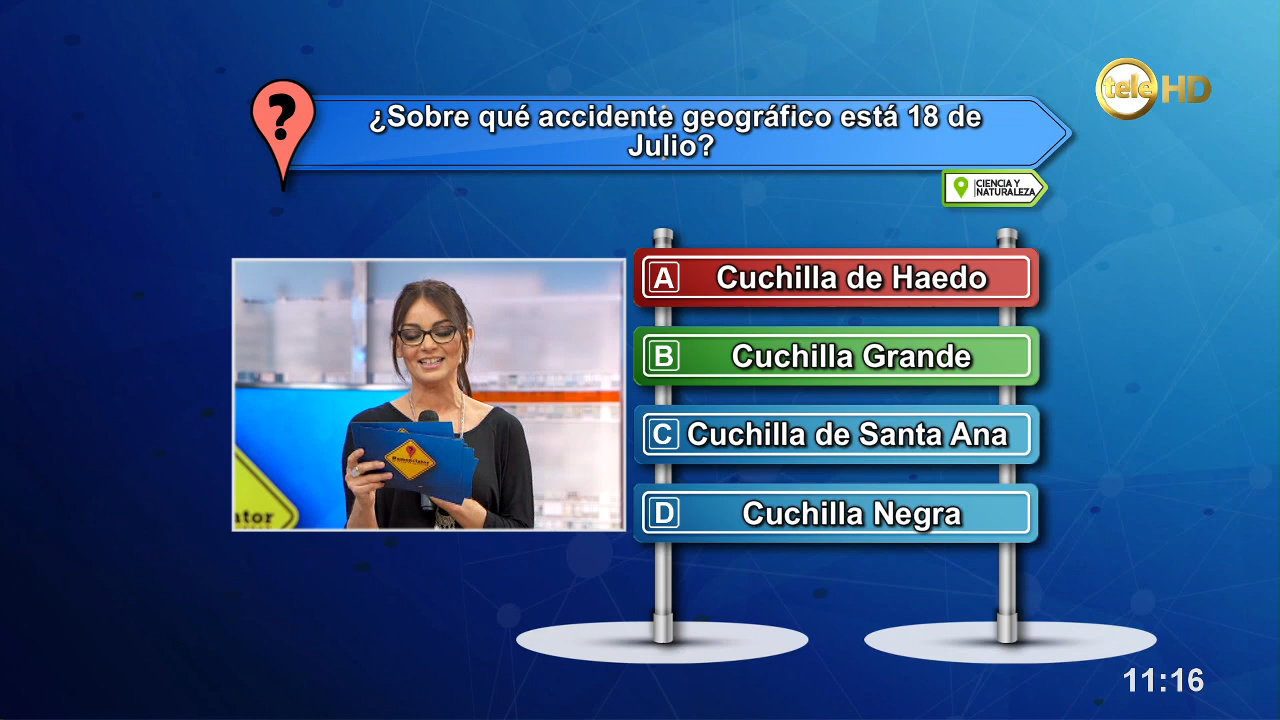 tele HD
?
¿Sobre qué accidente geográfico está 18 de
Julio?
CIENCIA Y
NATURALEZA
A Cuchilla de Haedo
B Cuchilla Grande
C Cuchilla de Santa Ana
D Cuchilla Negra
ator
11:16